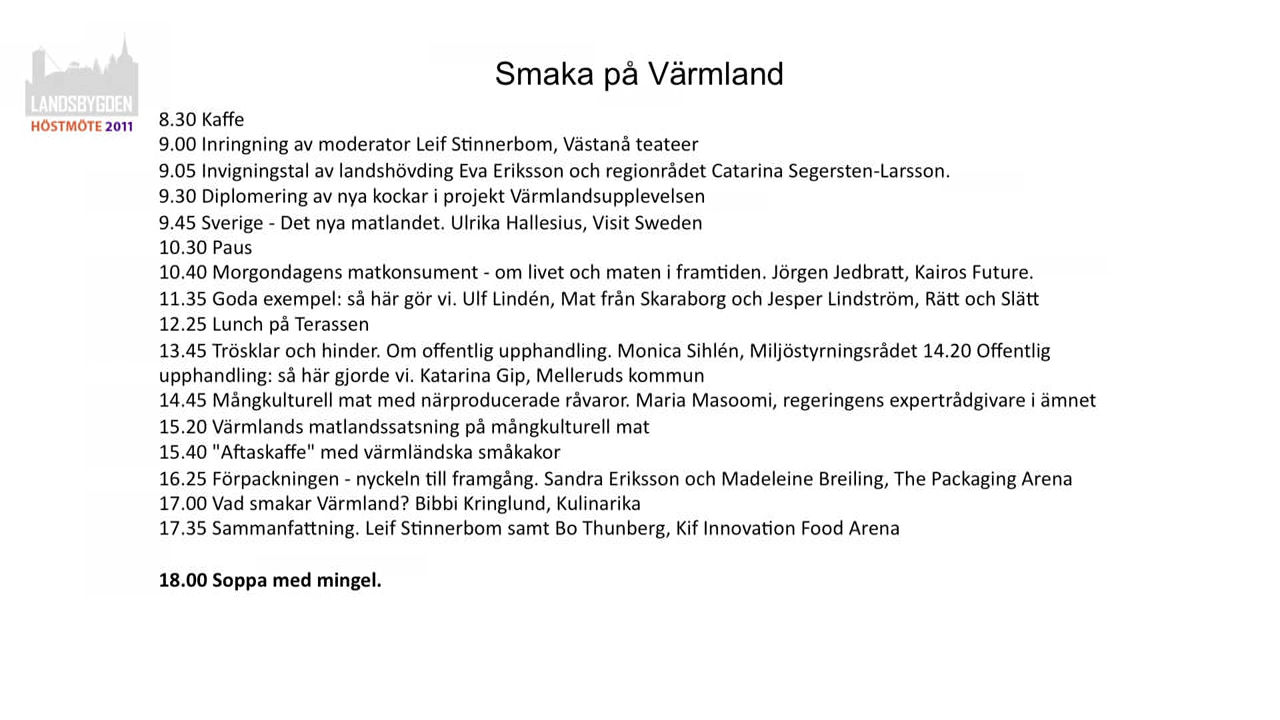 LANDSBYGDEN
HÖSTMÖTE 2011
Smaka på Värmland
8.30 Kaffe
9.00 Inringning av moderator Leif Stinnerbom, Västanå teateer
9.05 Invigningstal av landshövding Eva Eriksson och regionrådet Catarina Segersten-Larsson.
9.30 Diplomering av nya kockar i projekt Värmlandsupplevelsen
9.45 Sverige - Det nya matlandet. Ulrika Hallesius, Visit Sweden
10.30 Paus
10.40 Morgondagens matkonsument - om livet och maten i framtiden. Jörgen Jedbratt, Kairos Future.
11.35 Goda exempel: så här gör vi. Ulf Lindén, Mat från Skaraborg och Jesper Lindström, Rätt och Slätt
12.25 Lunch på Terassen
13.45 Trösklar och hinder. Om offentlig upphandling. Monica Sihlén, Miljöstyrningsrådet 14.20 Offentlig
upphandling: så här gjorde vi. Katarina Gip, Melleruds kommun
14.45 Mångkulturell mat med närproducerade råvaror. Maria Masoomi, regeringens expertrådgivare i ämnet
15.20 Värmlands matlandssatsning på mångkulturell mat
15.40 "Aftaskaffe" med värmländska småkakor
16.25 Förpackningen - nyckeln till framgång. Sandra Eriksson och Madeleine Breiling, The Packaging Arena
17.00 Vad smakar Värmland? Bibbi Kringlund, Kulinarika
17.35 Sammanfattning. Leif Stinnerbom samt Bo Thunberg, Kif Innovation Food Arena
18.00 Soppa med mingel.